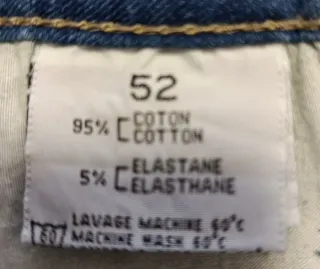 52
95% [ COTON
COTTON
5% [ ELASTANE
ELASTHANE
LAVAGE MACHINE 60°C
60 MACHINE WASH 60°C